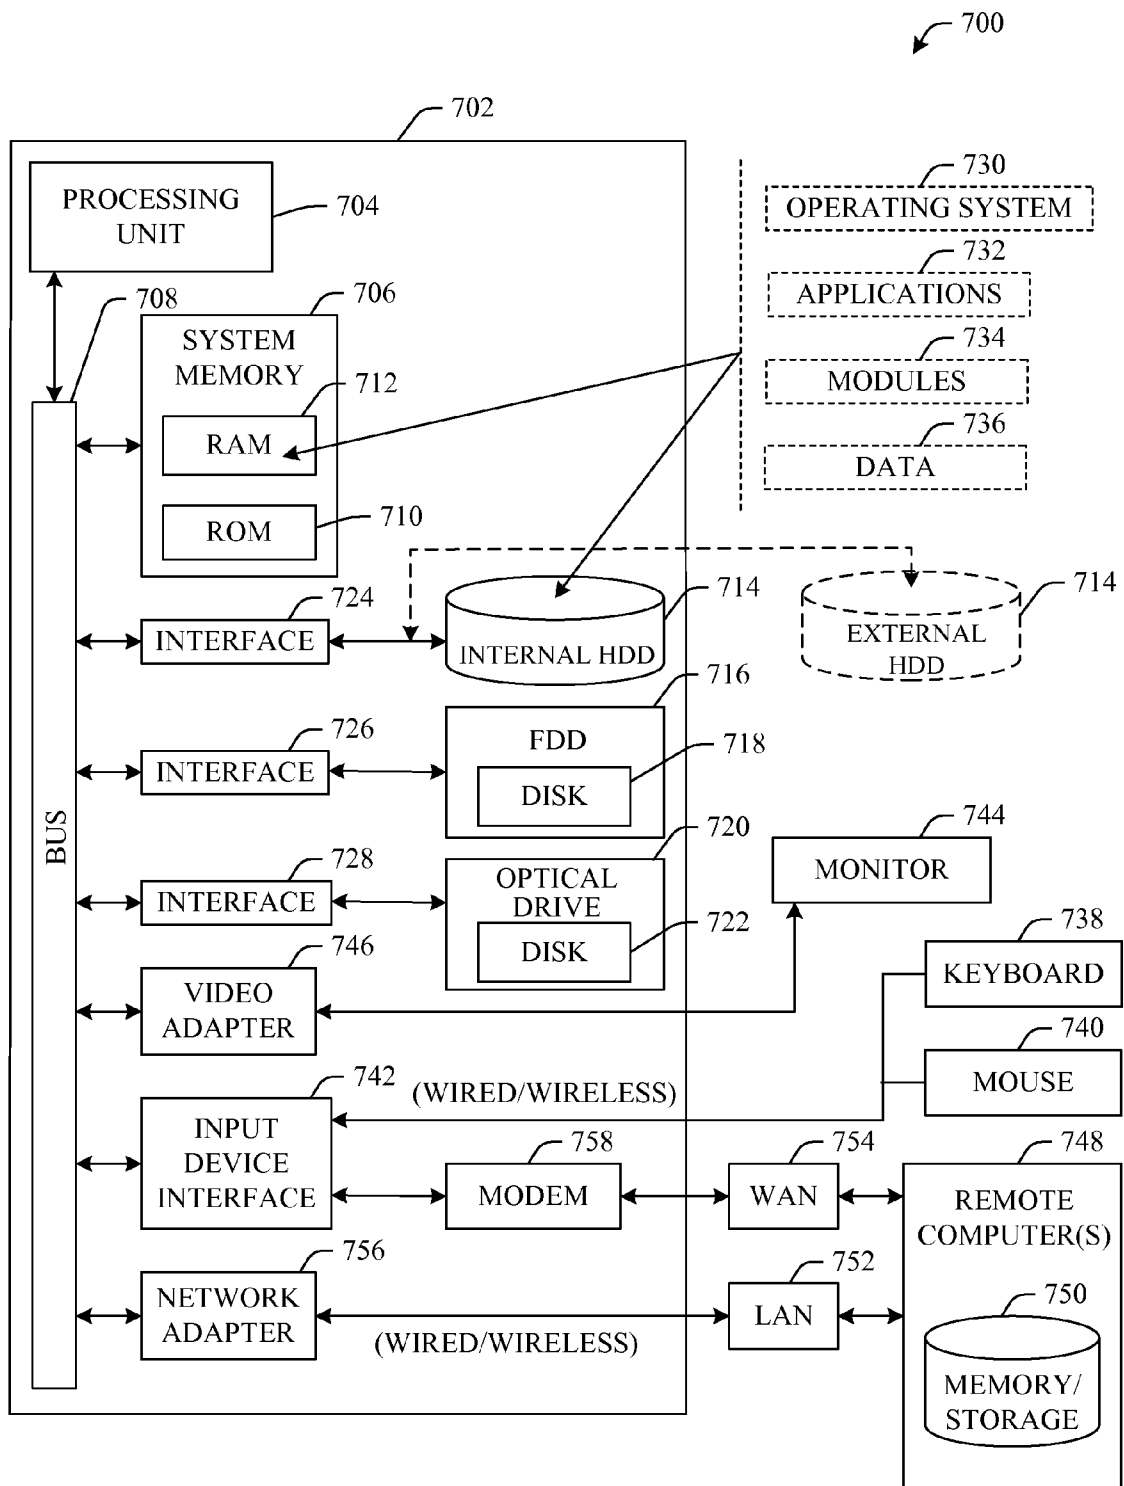 700
702
PROCESSING
UNIT
704
730
OPERATING SYSTEM
732
APPLICATIONS
734
MODULES
736
DATA
708
706
SYSTEM
MEMORY
712
RAM
710
ROM
724
INTERFACE
714
INTERNAL HDD
714
EXTERNAL
HDD
716
FDD
726
INTERFACE
718
DISK
BUS
720
OPTICAL
DRIVE
728
INTERFACE
722
DISK
744
MONITOR
746
VIDEO
ADAPTER
738
KEYBOARD
740
MOUSE
742
INPUT
DEVICE
INTERFACE
(WIRED/WIRELESS)
758
MODEM
754
WAN
748
REMOTE
COMPUTER(S)
756
NETWORK
ADAPTER
(WIRED/WIRELESS)
752
LAN
750
MEMORY/
STORAGE